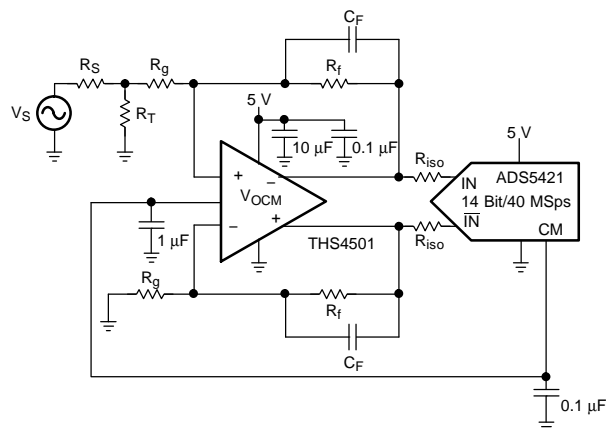 C_F
R_S
R_g
R_f
V_S
R_T
5 V
10 μF
0.1 μF
5 V
+
−
V_OCM
−
+
R_iso
IN
ADS5421
14 Bit/40 MSps
IN̅
CM
1 μF
THS4501
R_iso
R_g
R_f
C_F
0.1 μF